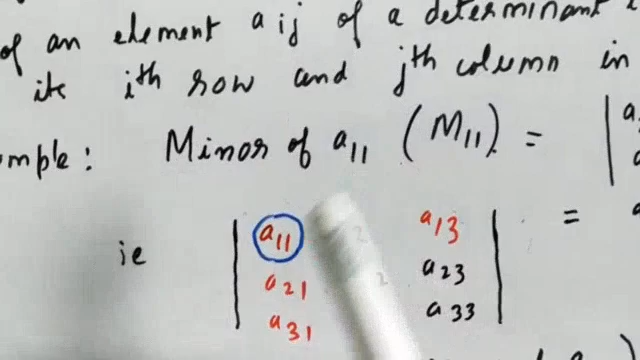 of an element aij of a determinant
its ith row and jth column in
mple: Minor of a11 (M11) =
ie | a11 a13 | =
a21 a23
a31 a33